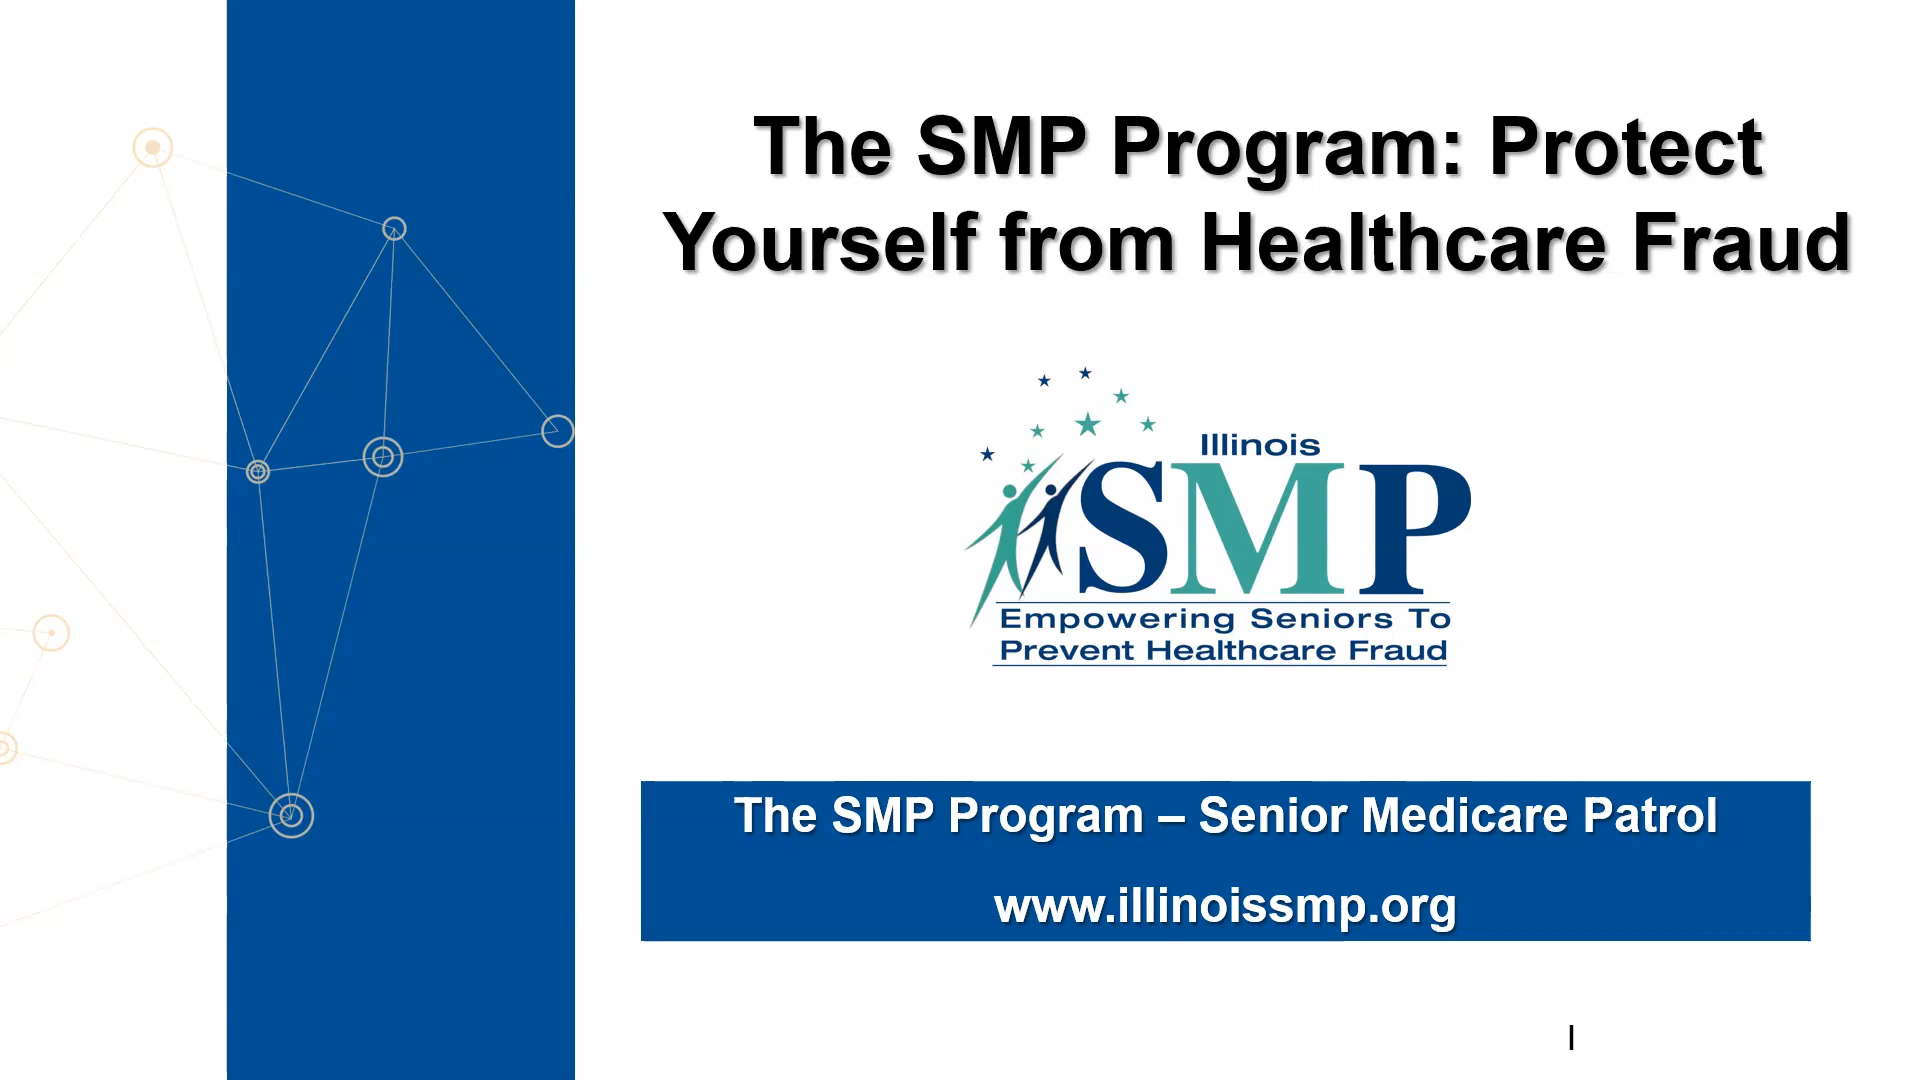 The SMP Program: Protect
Yourself from Healthcare Fraud
Illinois
SMP
Empowering Seniors To
Prevent Healthcare Fraud
The SMP Program – Senior Medicare Patrol
www.illinoissmp.org